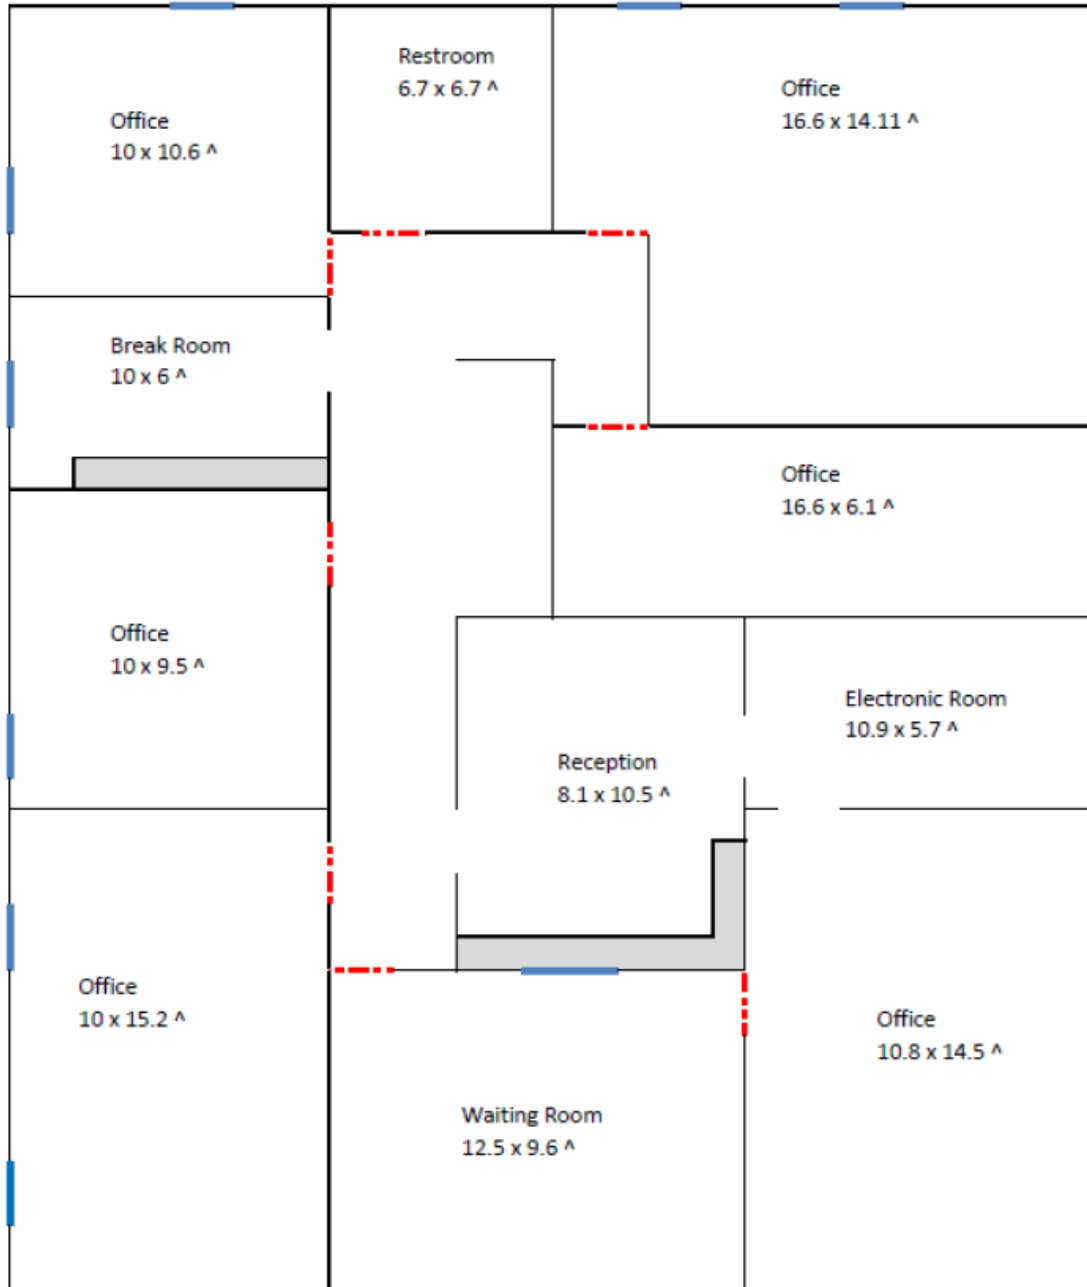 Restroom
6.7 x 6.7 ^
Office
16.6 x 14.11 ^
Office
10 x 10.6 ^
Break Room
10 x 6 ^
Office
16.6 x 6.1 ^
Office
10 x 9.5 ^
Electronic Room
10.9 x 5.7 ^
Reception
8.1 x 10.5 ^
Office
10 x 15.2 ^
Office
10.8 x 14.5 ^
Waiting Room
12.5 x 9.6 ^